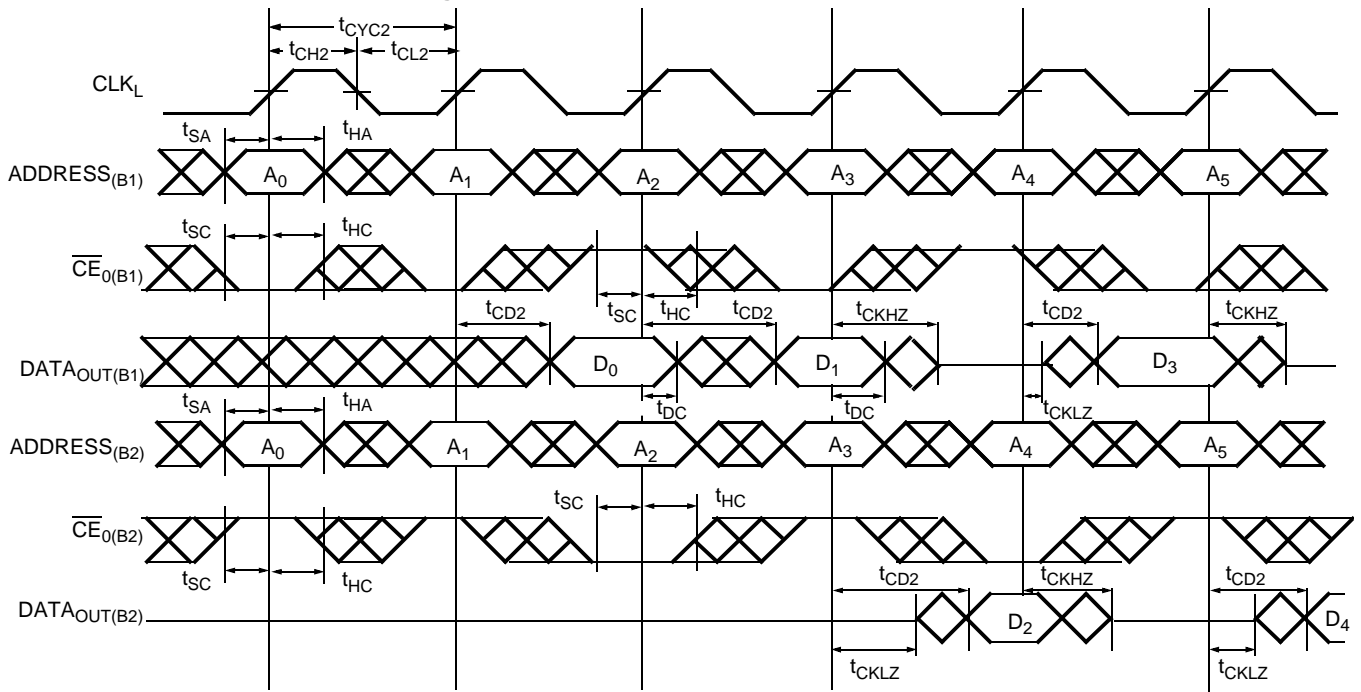 tCYC2
tCH2 tCL2
CLKL
tSA tHA
ADDRESS(B1) A0 A1 A2 A3 A4 A5
tSC tHC
CE0(B1)
tCD2 tSC tHC tCD2 tCKHZ tCD2 tCKHZ
DATAOUT(B1) D0 D1 D3
tSA tHA tDC tDC tCKLZ
ADDRESS(B2) A0 A1 A2 A3 A4 A5
tSC tHC
CE0(B2)
tSC tHC tCD2 tCKHZ tCD2
DATAOUT(B2) D2 D4
tCKLZ tCKLZ